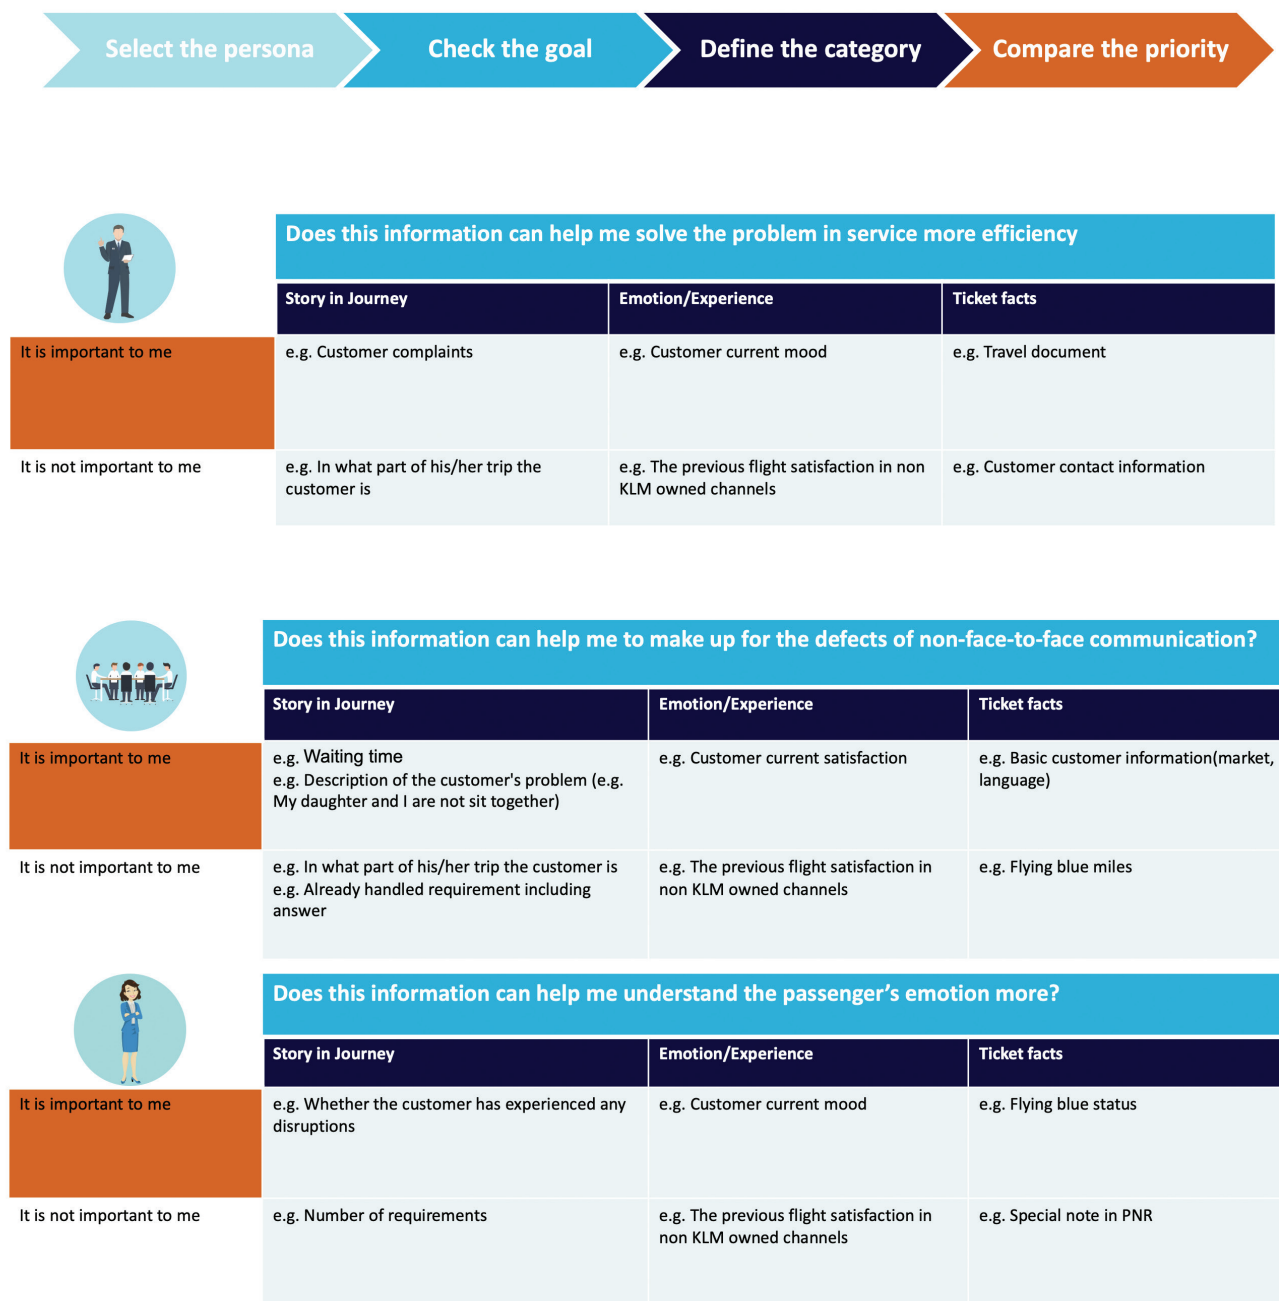 Select the persona
Check the goal
Define the category
Compare the priority
Does this information can help me solve the problem in service more efficiency
Story in Journey
Emotion/Experience
Ticket facts
It is important to me
e.g. Customer complaints
e.g. Customer current mood
e.g. Travel document
It is not important to me
e.g. In what part of his/her trip the
customer is
e.g. The previous flight satisfaction in non
KLM owned channels
e.g. Customer contact information
Does this information can help me to make up for the defects of non-face-to-face communication?
Story in Journey
Emotion/Experience
Ticket facts
It is important to me
e.g. Waiting time
e.g. Description of the customer's problem (e.g.
My daughter and I are not sit together)
e.g. Customer current satisfaction
e.g. Basic customer information(market,
language)
It is not important to me
e.g. In what part of his/her trip the customer is
e.g. Already handled requirement including
answer
e.g. The previous flight satisfaction in
non KLM owned channels
e.g. Flying blue miles
Does this information can help me understand the passenger’s emotion more?
Story in Journey
Emotion/Experience
Ticket facts
It is important to me
e.g. Whether the customer has experienced any
disruptions
e.g. Customer current mood
e.g. Flying blue status
It is not important to me
e.g. Number of requirements
e.g. The previous flight satisfaction in
non KLM owned channels
e.g. Special note in PNR